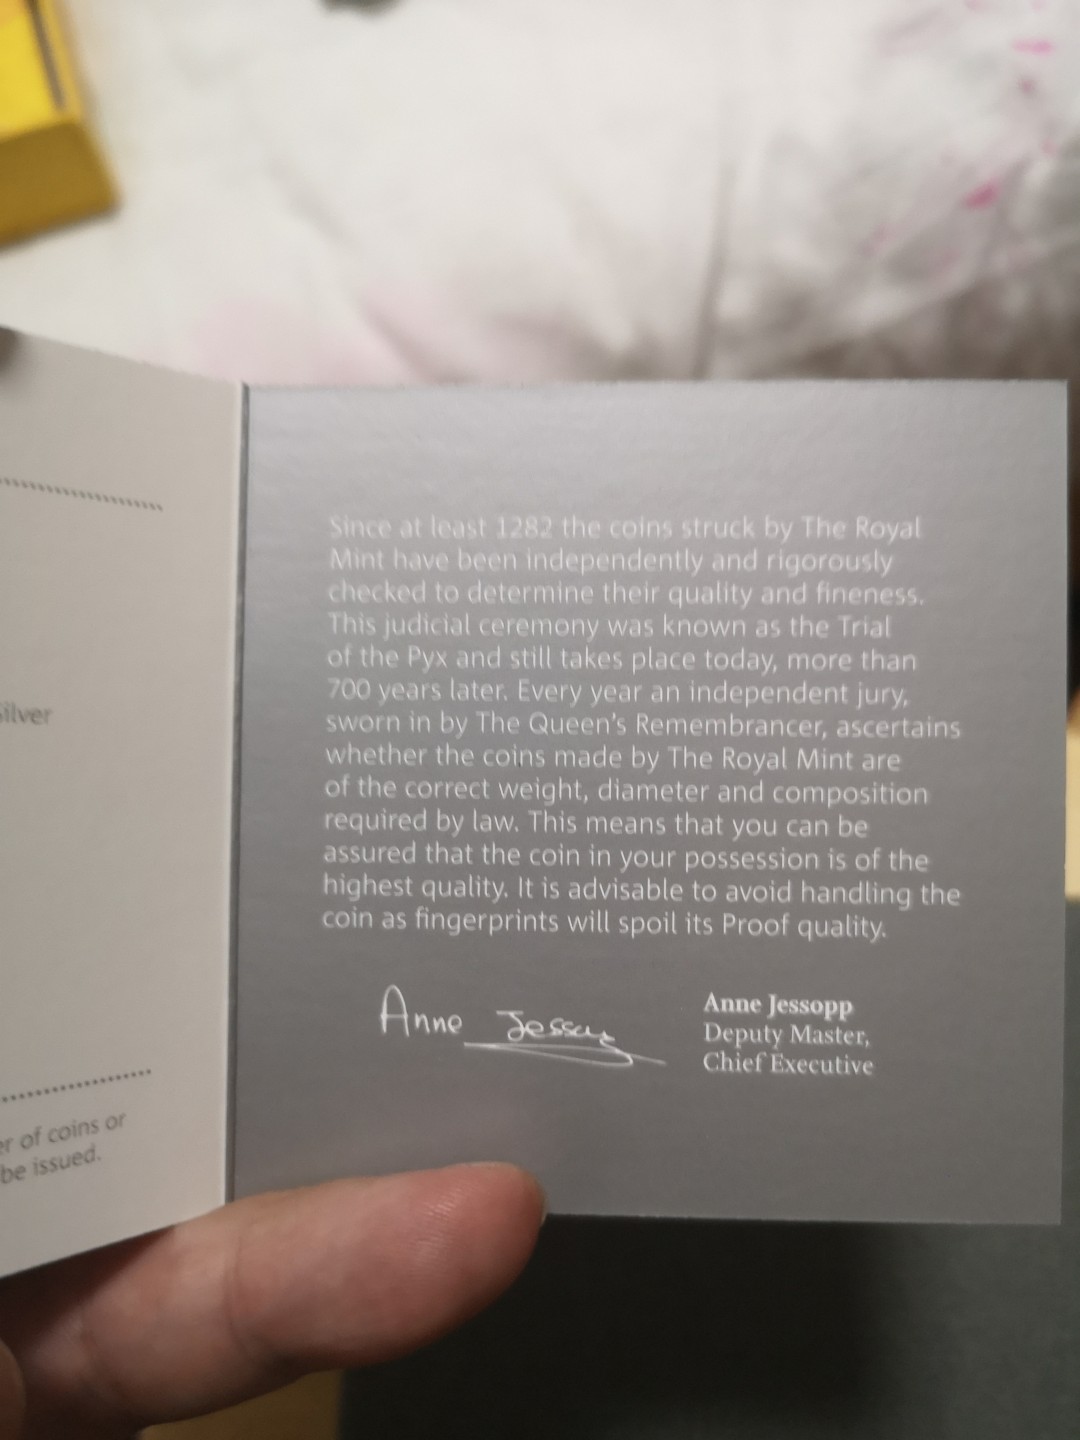 Silver
er of coins or
be issued.
Since at least 1282 the coins struck by The Royal
Mint have been independently and rigorously
checked to determine their quality and fineness.
This judicial ceremony was known as the Trial
of the Pyx and still takes place today, more than
700 years later. Every year an independent jury,
sworn in by The Queen's Remembrancer, ascertains
whether the coins made by The Royal Mint are
of the correct weight, diameter and composition
required by law. This means that you can be
assured that the coin in your possession is of the
highest quality. It is advisable to avoid handling the
coin as fingerprints will spoil its Proof quality.
Anne Jessopp
Anne Jessopp
Deputy Master,
Chief Executive